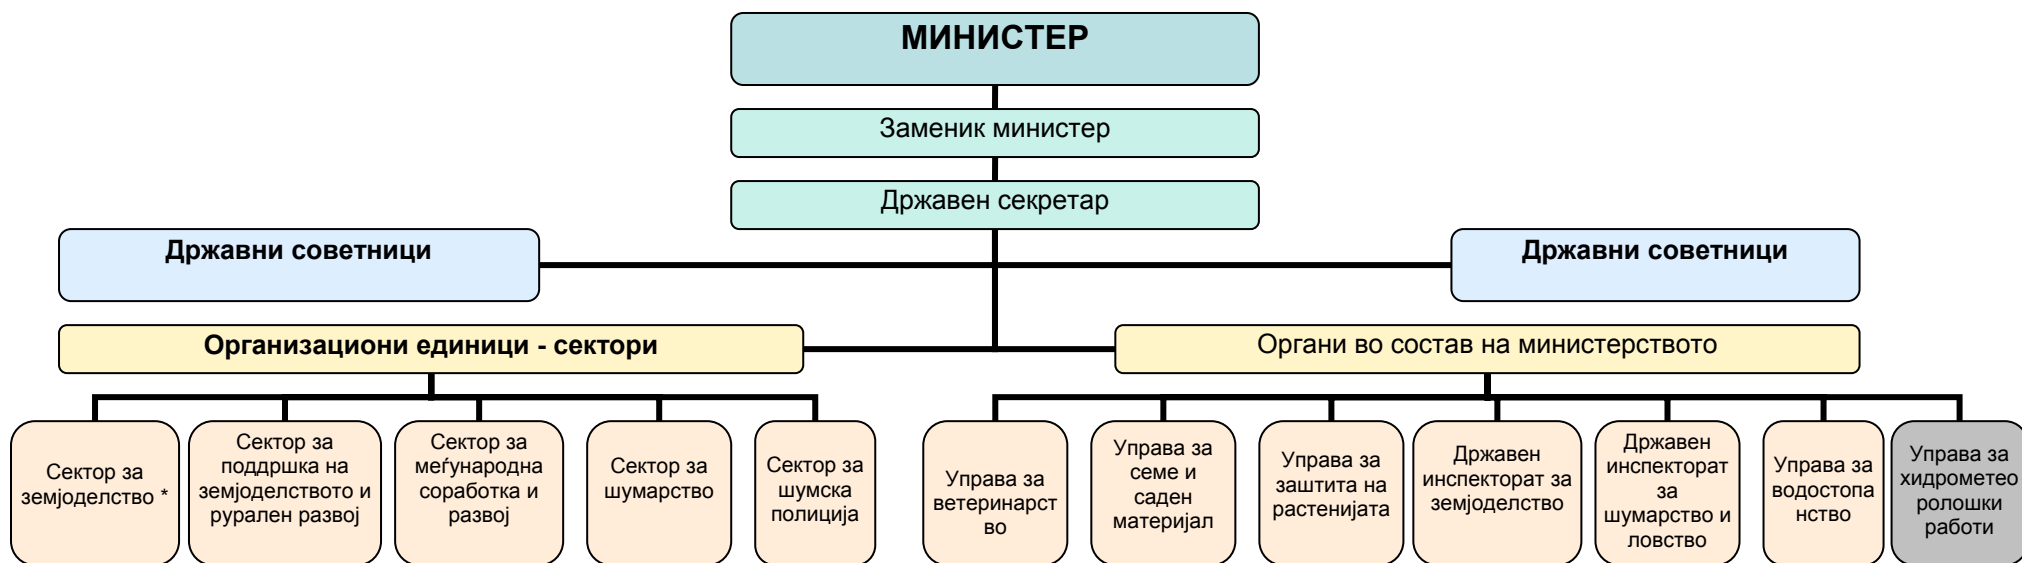 МИНИСТЕР
Заменик министер
Државен секретар
Државни советници
Државни советници
Организациони единици - сектори
Органи во состав на министерството
Сектор за
земјоделство *
Сектор за
поддршка на
земјоделството и
рурален развој
Сектор за
меѓународна
соработка и
развој
Сектор за
шумарство
Сектор за
шумска
полиција
Управа за
ветеринарст
во
Управа за
семе и
саден
материјал
Управа за
заштита на
растенијата
Државен
инспекторат за
земјоделство
Државен
инспекторат
за
шумарство и
ловство
Управа за
водостопа
нство
Управа за
хидрометео
ролошки
работи